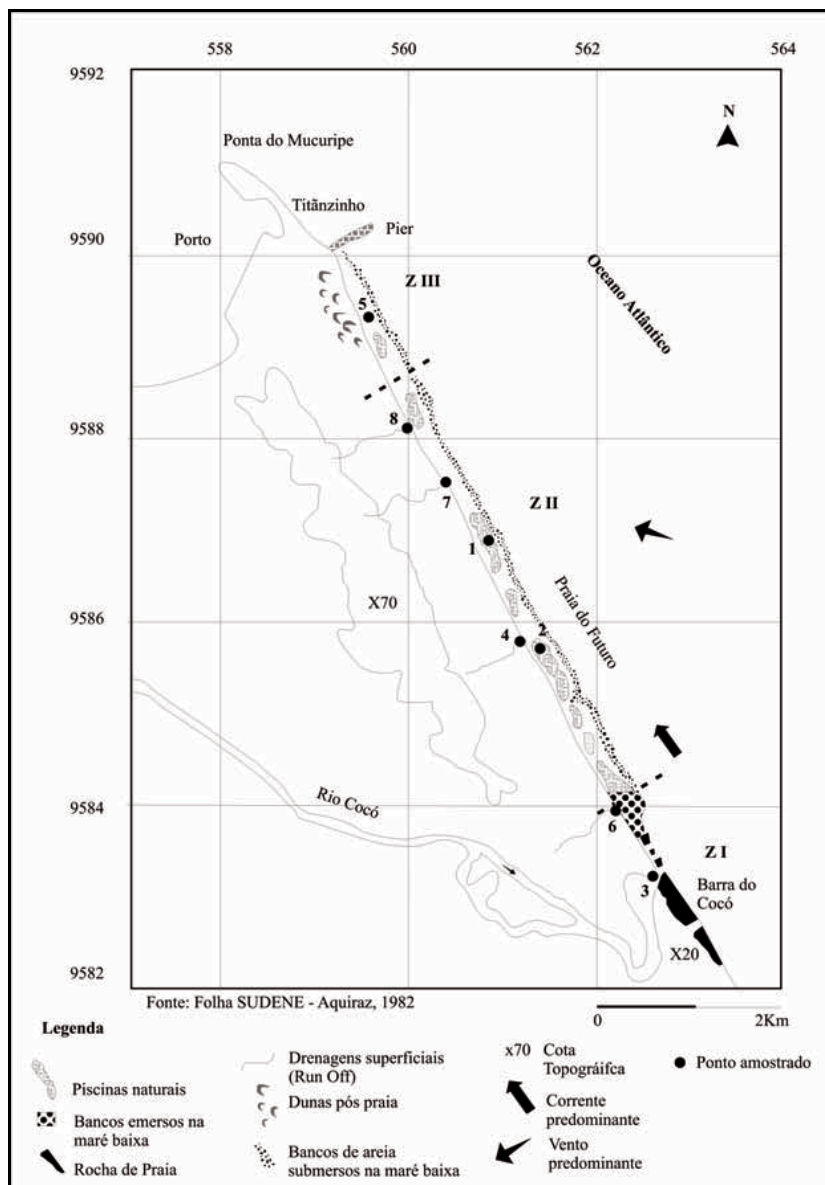 558 560 562 564
9592
N
Ponta do Mucuripe
Titãnzinho
Porto
Pier
9590
Z III
Oceano Atlântico
5
8
9588
7
Z II
1
9586
X70
4
2
Praia do Futuro
Rio Cocó
9584
6
Z I
3
Barra do
Cocó
X20
9582
Fonte: Folha SUDENE - Aquiraz, 1982
0 2Km
Legenda
Piscinas naturais
Bancos emersos na
maré baixa
Rocha de Praia
Drenagens superficiais
(Run Off)
Dunas pós praia
Bancos de areia
submersos na maré baixa
x70 Cota
Topográifca
Corrente
predominante
Vento
predominante
Ponto amostrado